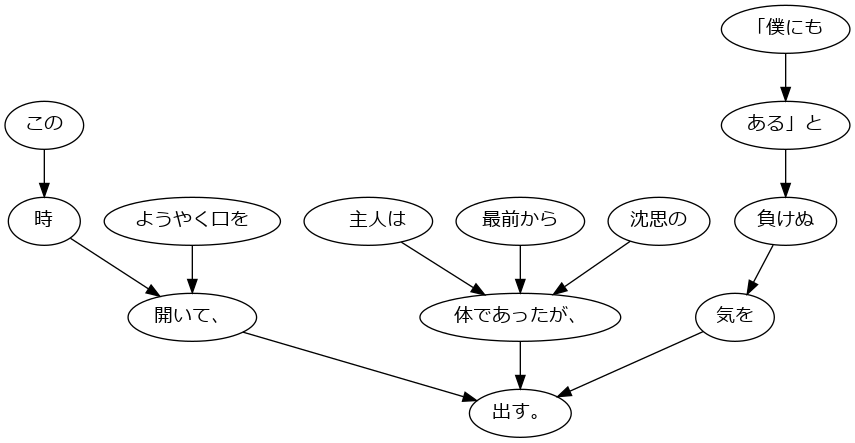 「僕にも
この
ある」と
時
ようやく口を
主人は
最前から
沈思の
負けぬ
開いて、
体であったが、
気を
出す。